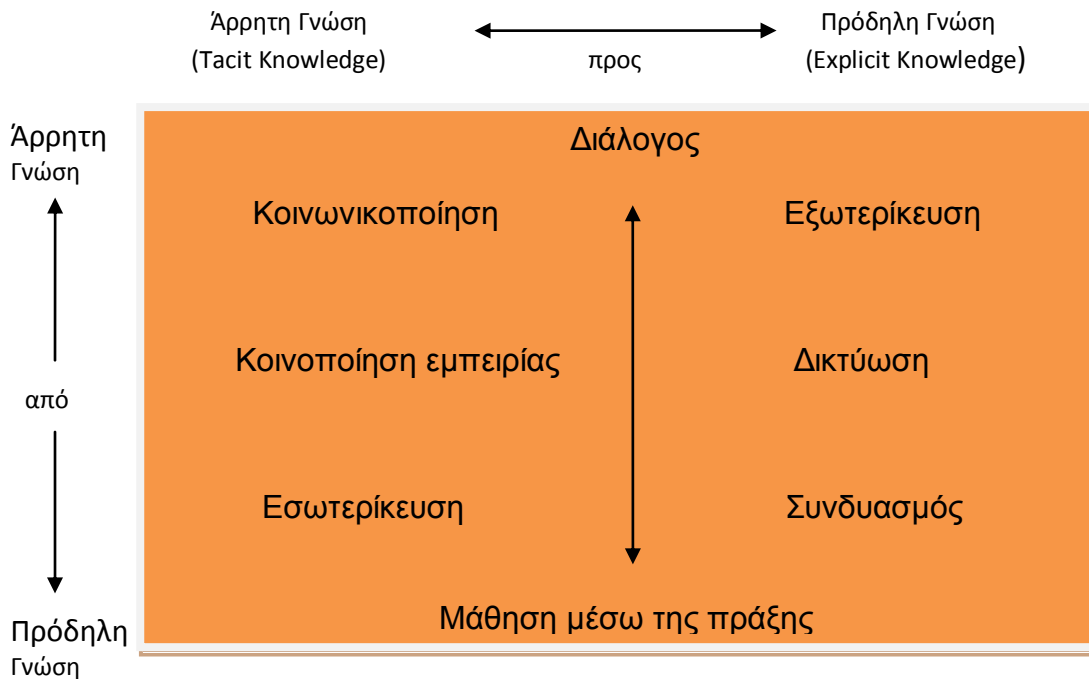 Άρρητη Γνώση
(Tacit Knowledge)
προς
Πρόδηλη Γνώση
(Explicit Knowledge)
Άρρητη
Γνώση
από
Πρόδηλη
Γνώση
Διάλογος
Κοινωνικοποίηση
Εξωτερίκευση
Κοινοποίηση εμπειρίας
Δικτύωση
Εσωτερίκευση
Συνδυασμός
Μάθηση μέσω της πράξης